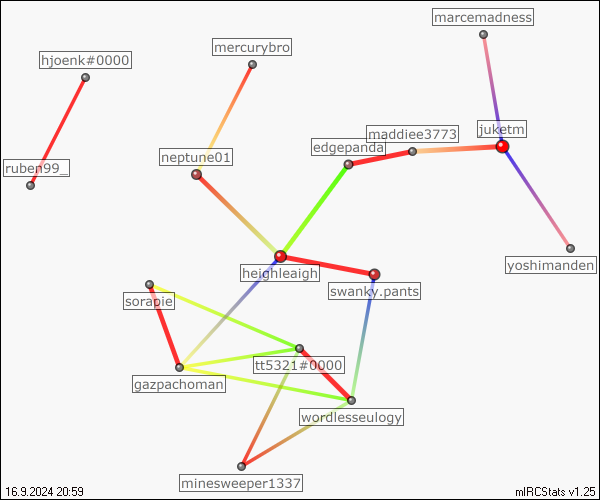 marcemadness
mercurybro
hjoenk#0000
juketm
maddiee3773
edgepanda
neptune01
ruben99_
yoshimanden
heighleaigh
swanky.pants
sorapie
tt5321#0000
gazpachoman
wordlesseulogy
minesweeper1337
16.9.2024 20:59
mIRCStats v1.25